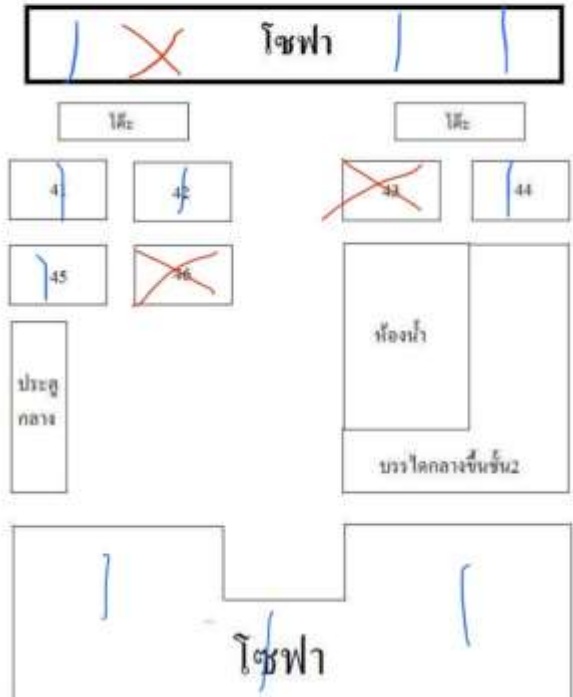 โซฟา
โต๊ะ โต๊ะ
41 42 43 44
45 46
ห้องน้ำ
ประตู
กลาง
บรรไดกลางขึ้นชั้น2
โซฟา